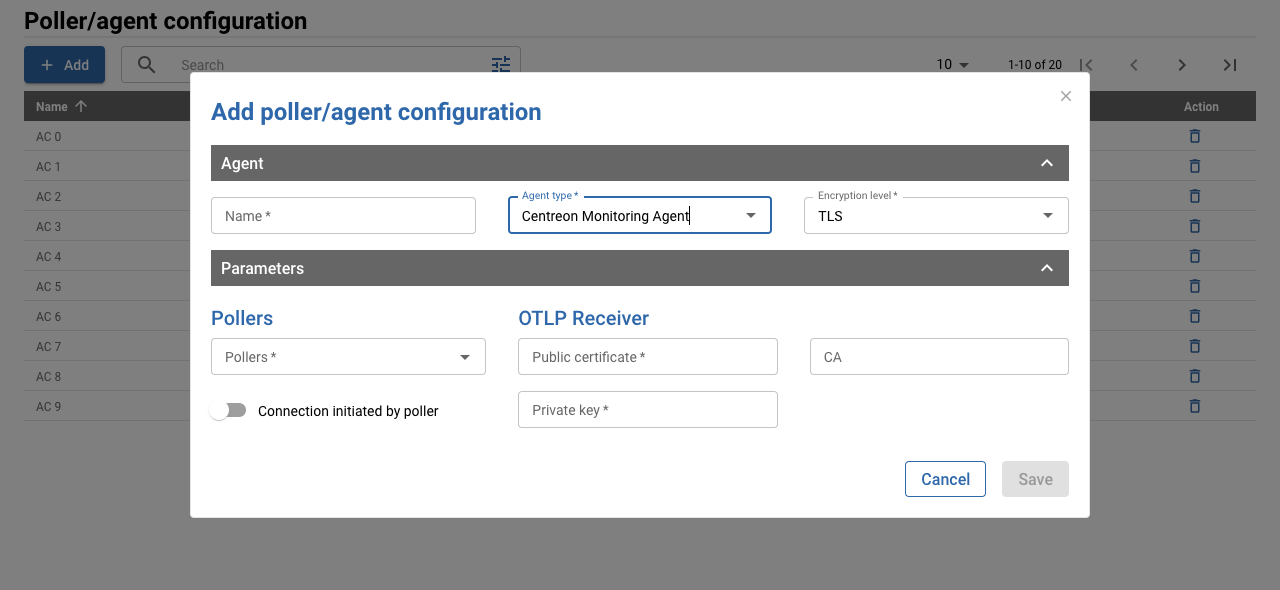 Poller/agent configuration
Add
Search
10
1-10 of 20
Name
Action
AC 0
AC 1
AC 2
AC 3
AC 4
AC 5
AC 6
AC 7
AC 8
AC 9
Add poller/agent configuration
Agent
Name *
Agent type *
Centreon Monitoring Agent
Encryption level *
TLS
Parameters
Pollers
OTLP Receiver
Pollers *
Public certificate *
CA
Connection initiated by poller
Private key *
Cancel
Save